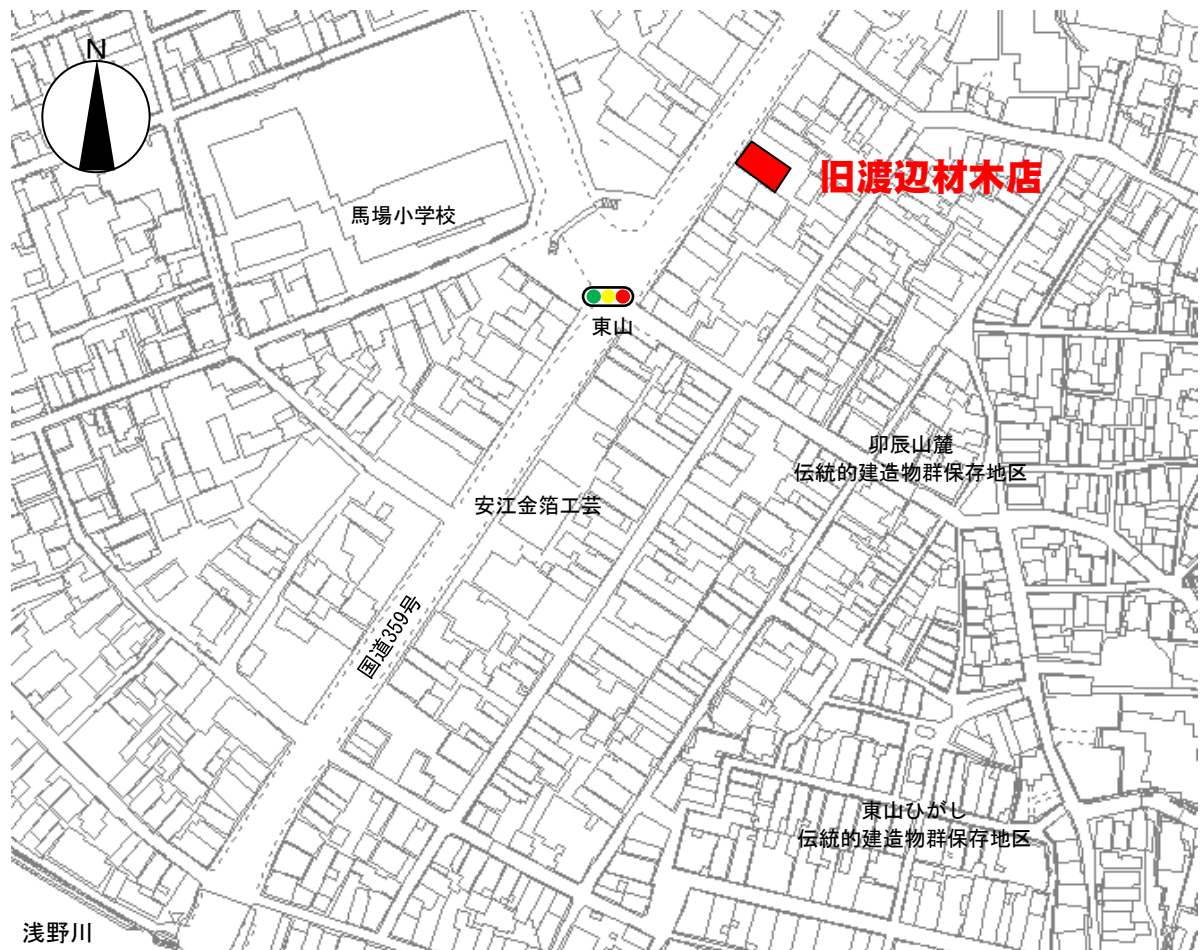 N
旧渡辺材木店
馬場小学校
東山
卯辰山麓
伝統的建造物群保存地区
安江金箔工芸
国道359号
東山ひがし
伝統的建造物群保存地区
浅野川